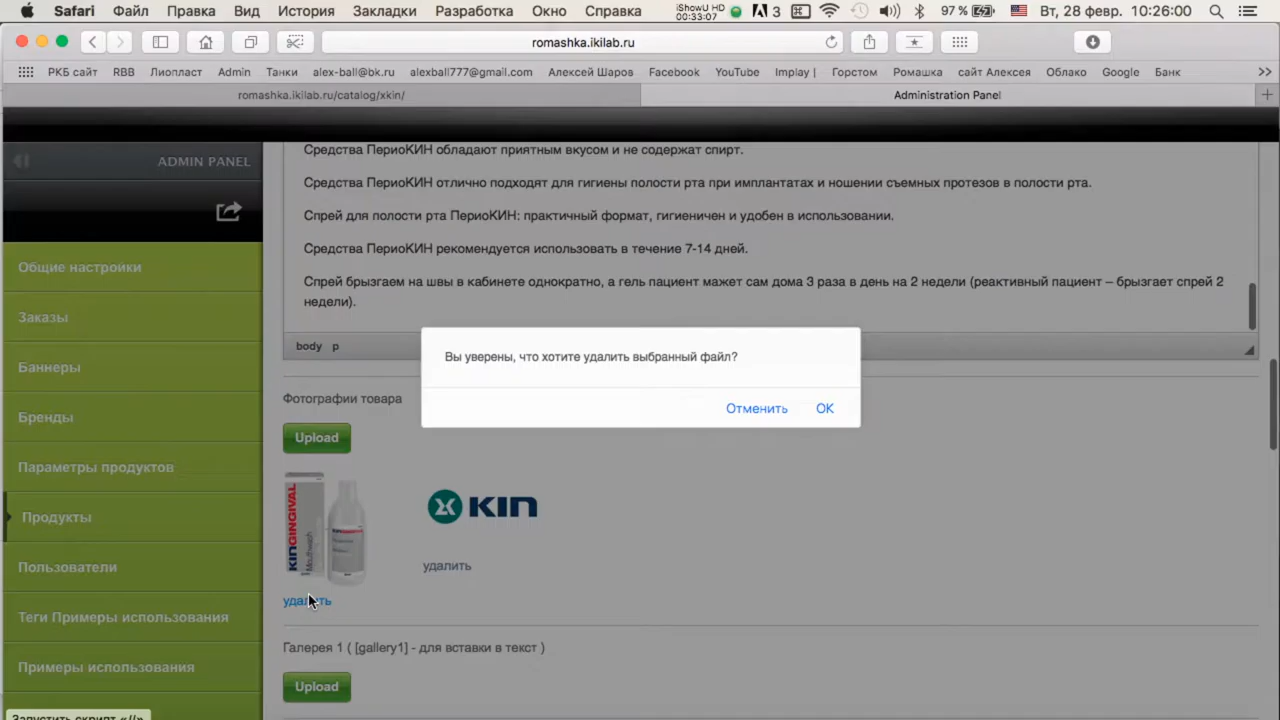 Safari Файл Правка Вид История Закладки Разработка Окно Справка iShowU HD 00:33:07 3 97 % Вт, 28 февр. 10:26:00
romashka.ikilab.ru
РКБ сайт RBB Лиопласт Admin Танки alex-ball@bk.ru alexball777@gmail.com Алексей Шаров Facebook YouTube Implay | Горстом Ромашка сайт Алексея Облако Google Банк
romashka.ikilab.ru/catalog/xkin/ Administration Panel
ADMIN PANEL
Общие настройки
Заказы
Баннеры
Бренды
Параметры продуктов
Продукты
Пользователи
Теги Примеры использования
Примеры использования
Запустить скрипт «//»
Средства ПериоКИН обладают приятным вкусом и не содержат спирт.
Средства ПериоКИН отлично подходят для гигиены полости рта при имплантатах и ношении съемных протезов в полости рта.
Спрей для полости рта ПериоКИН: практичный формат, гигиеничен и удобен в использовании.
Средства ПериоКИН рекомендуется использовать в течение 7-14 дней.
Спрей брызгаем на швы в кабинете однократно, а гель пациент мажет сам дома 3 раза в день на 2 недели (реактивный пациент – брызгает спрей 2
недели).
body p
Вы уверены, что хотите удалить выбранный файл?
Отменить OK
Фотографии товара
Upload
KINGINGIVAL
Mouthwash
KIN
удалить
удалить
Галерея 1 ( [gallery1] - для вставки в текст )
Upload